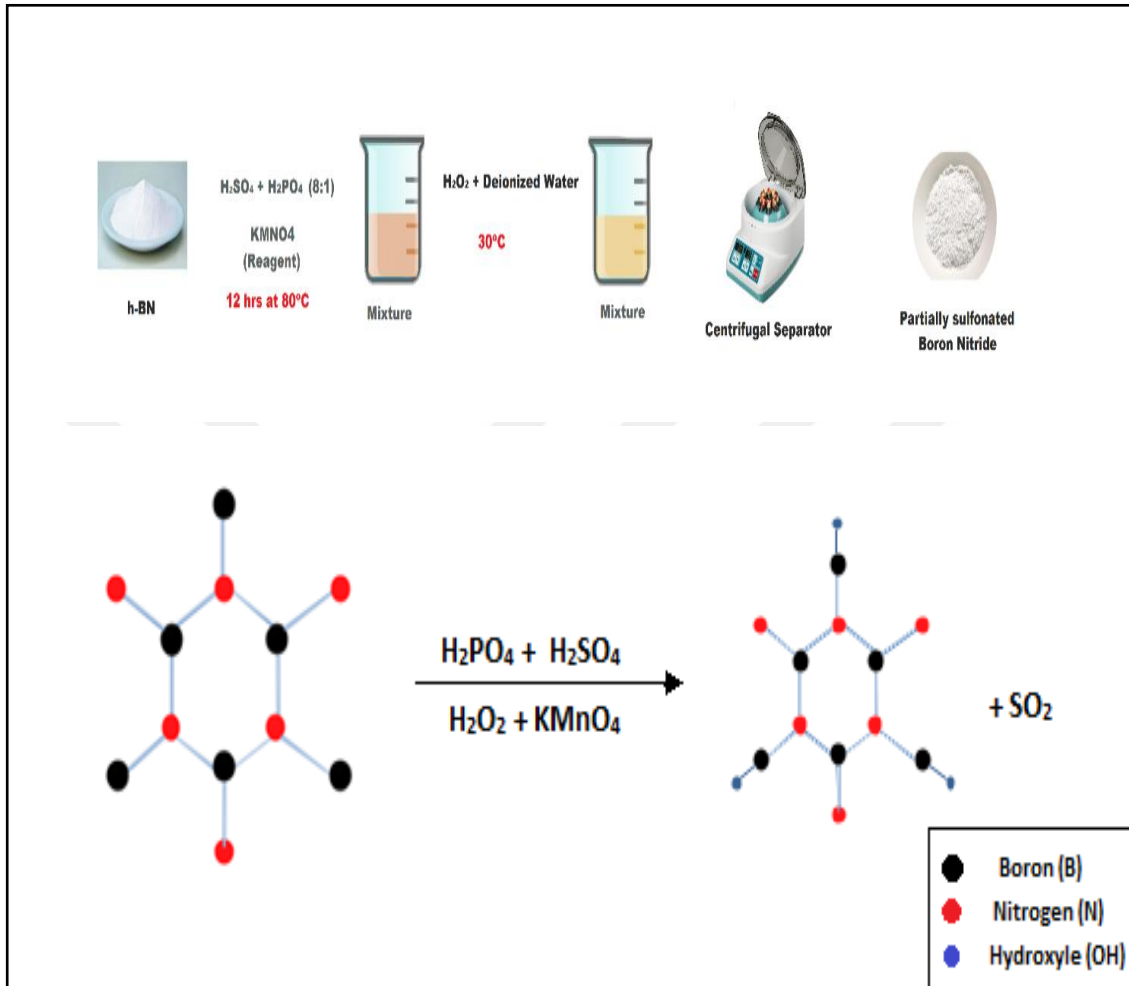 H₂SO₄ + H₂PO₄ (8:1)
KMNO4
(Reagent)
12 hrs at 80ºC
h-BN
Mixture
H₂O₂ + Deionized Water
30ºC
Mixture
Centrifugal Separator
Partially sulfonated
Boron Nitride
H₂PO₄ + H₂SO₄
H₂O₂ + KMnO₄
+ SO₂
Boron (B)
Nitrogen (N)
Hydroxyle (OH)